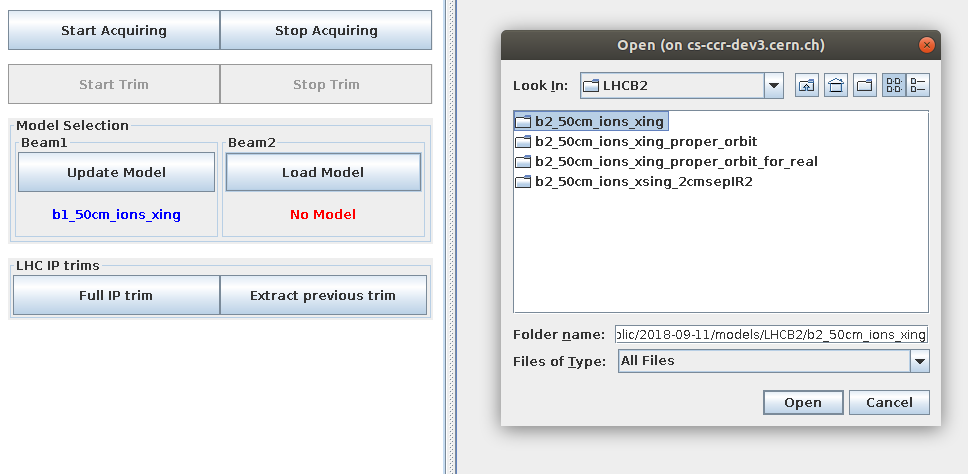 Start Acquiring
Stop Acquiring
Start Trim
Stop Trim
Model Selection
Beam1
Beam2
Update Model
Load Model
b1_50cm_ions_xing
No Model
LHC IP trims
Full IP trim
Extract previous trim
Open (on cs-ccr-dev3.cern.ch)
Look In:
LHCB2
b2_50cm_ions_xing
b2_50cm_ions_xing_proper_orbit
b2_50cm_ions_xing_proper_orbit_for_real
b2_50cm_ions_xsing_2cmsepIR2
Folder name:
blic/2018-09-11/models/LHCB2/b2_50cm_ions_xing
Files of Type:
All Files
Open
Cancel